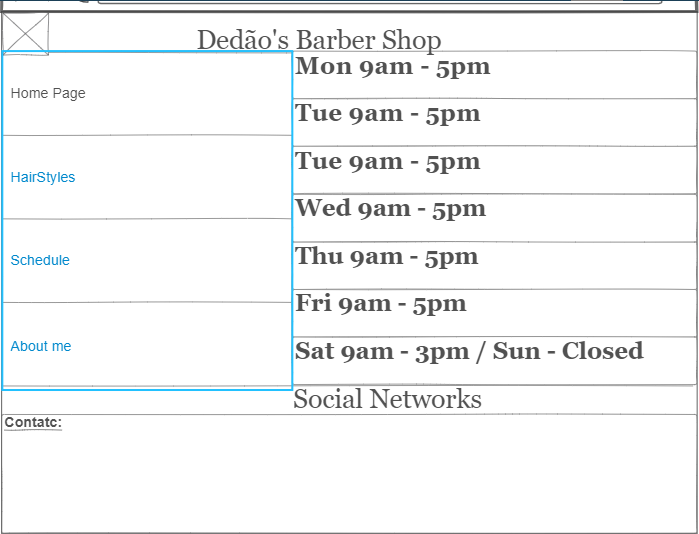 Dedão's Barber Shop
Home Page
HairStyles
Schedule
About me
Mon 9am - 5pm
Tue 9am - 5pm
Tue 9am - 5pm
Wed 9am - 5pm
Thu 9am - 5pm
Fri 9am - 5pm
Sat 9am - 3pm / Sun - Closed
Social Networks
Contatc: